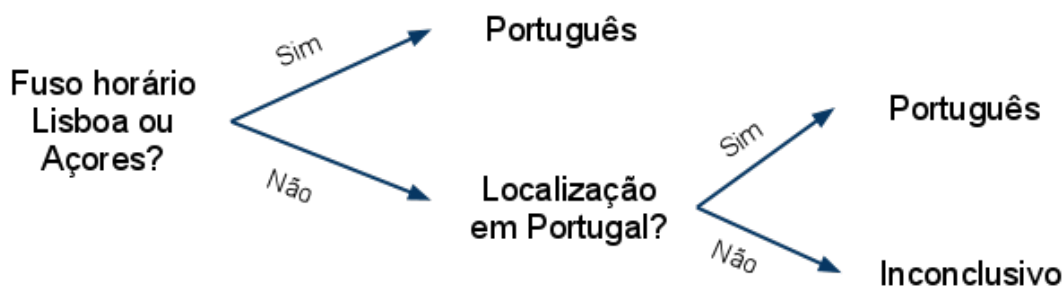 Fuso horário
Lisboa ou
Açores?
Sim
Português
Não
Localização
em Portugal?
Sim
Português
Não
Inconclusivo